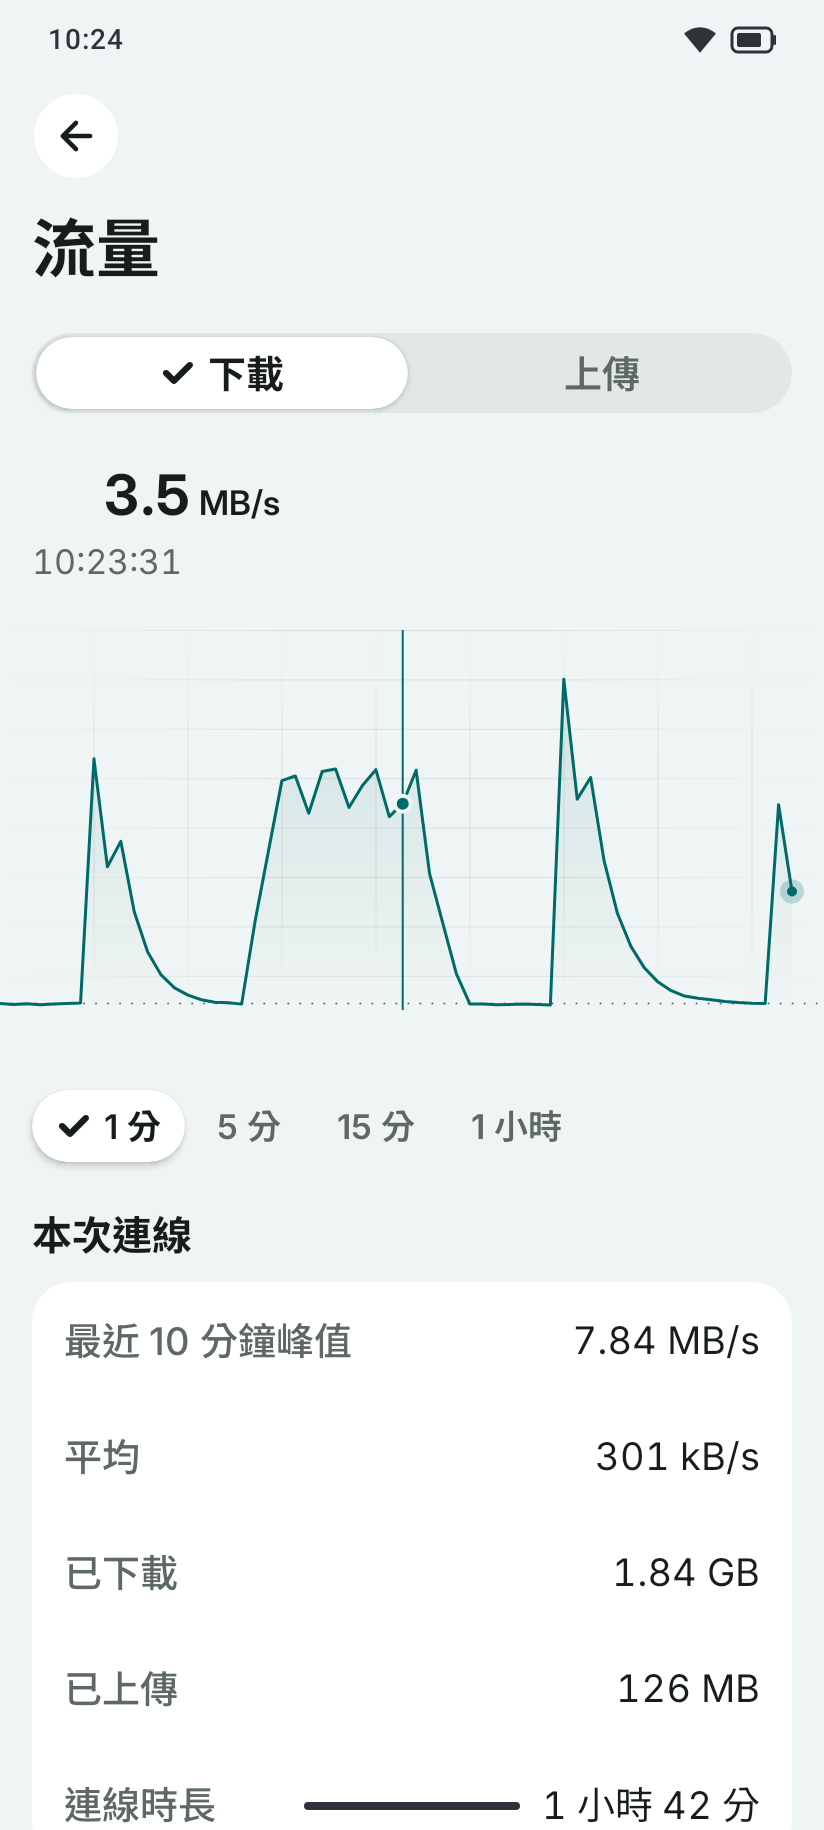 10:24
流量
下載
上傳
3.5 MB/s
10:23:31
1 分
5 分
15 分
1 小時
本次連線
最近 10 分鐘峰值
7.84 MB/s
平均
301 kB/s
已下載
1.84 GB
已上傳
126 MB
連線時長
1 小時 42 分